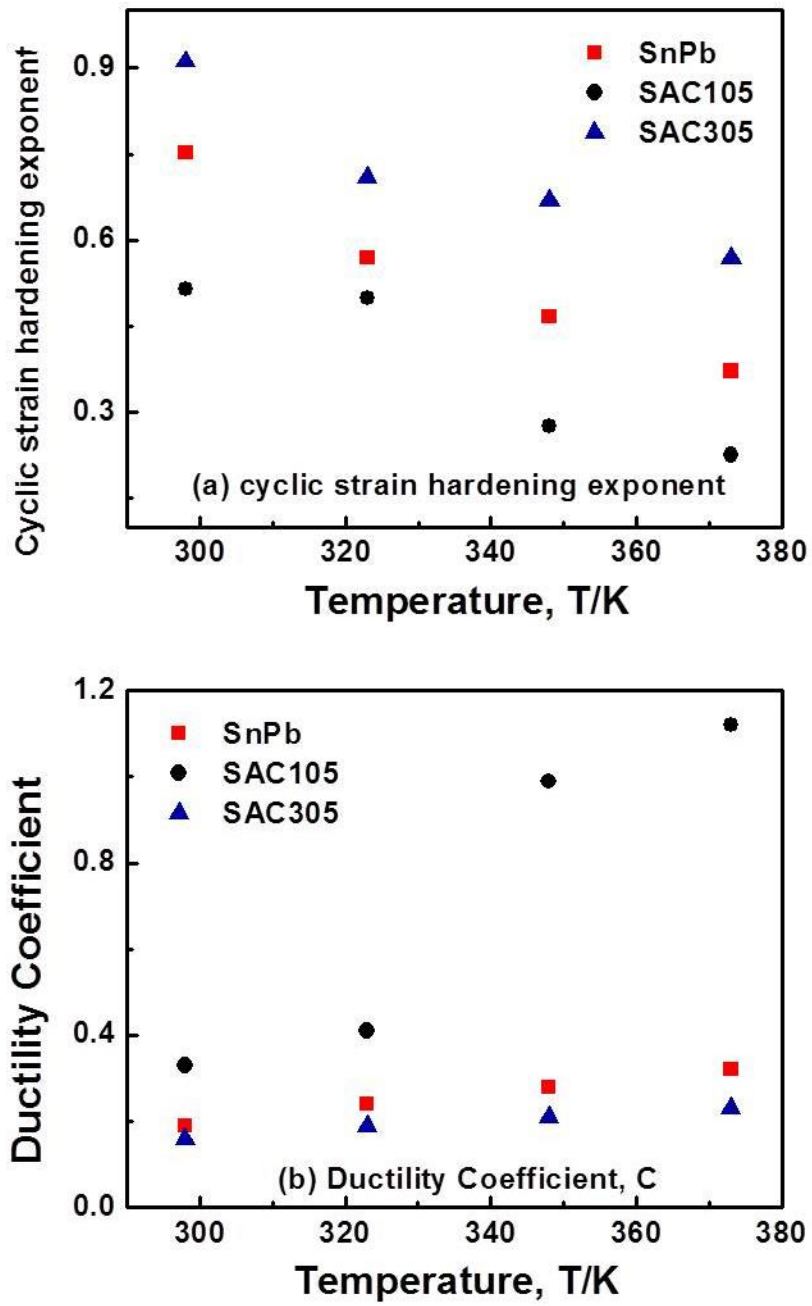 Cyclic strain hardening exponent
0.9
0.6
0.3
SnPb
SAC105
SAC305
(a) cyclic strain hardening exponent
300 320 340 360 380
Temperature, T/K
Ductility Coefficient
1.2
0.8
0.4
0.0
SnPb
SAC105
SAC305
(b) Ductility Coefficient, C
300 320 340 360 380
Temperature, T/K